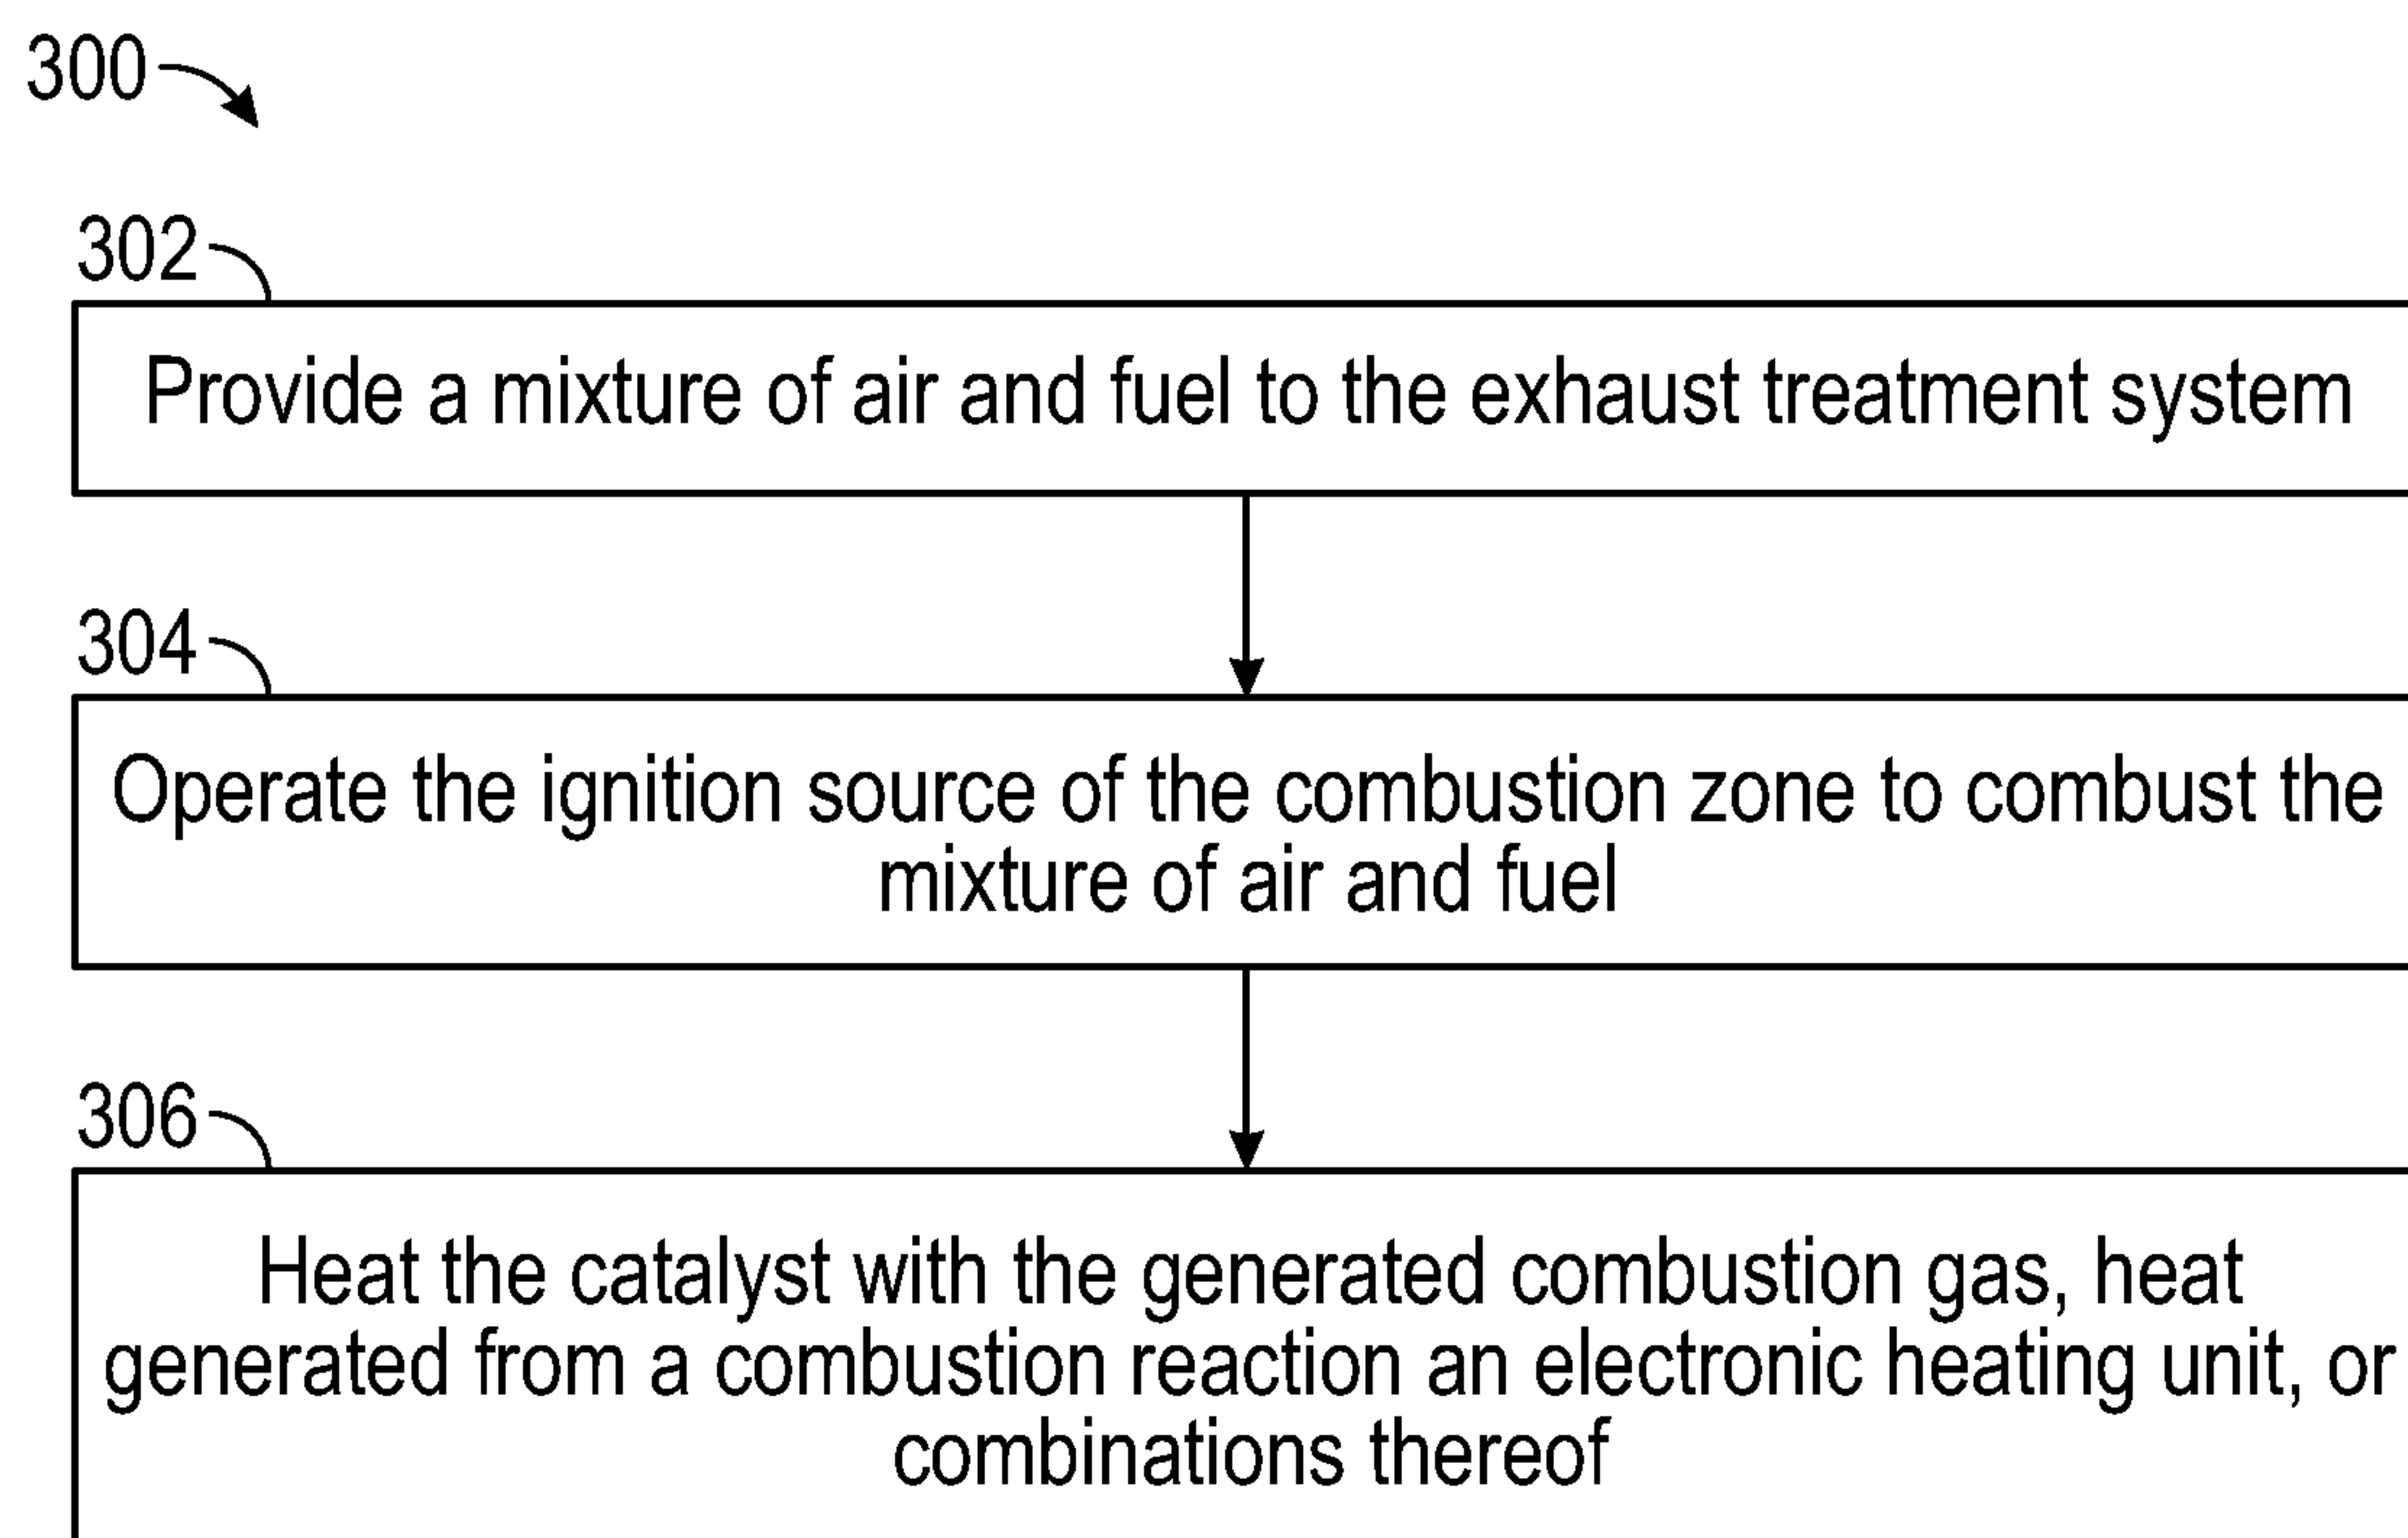 300
302
Provide a mixture of air and fuel to the exhaust treatment system
304
Operate the ignition source of the combustion zone to combust the
mixture of air and fuel
306
Heat the catalyst with the generated combustion gas, heat
generated from a combustion reaction an electronic heating unit, or
combinations thereof